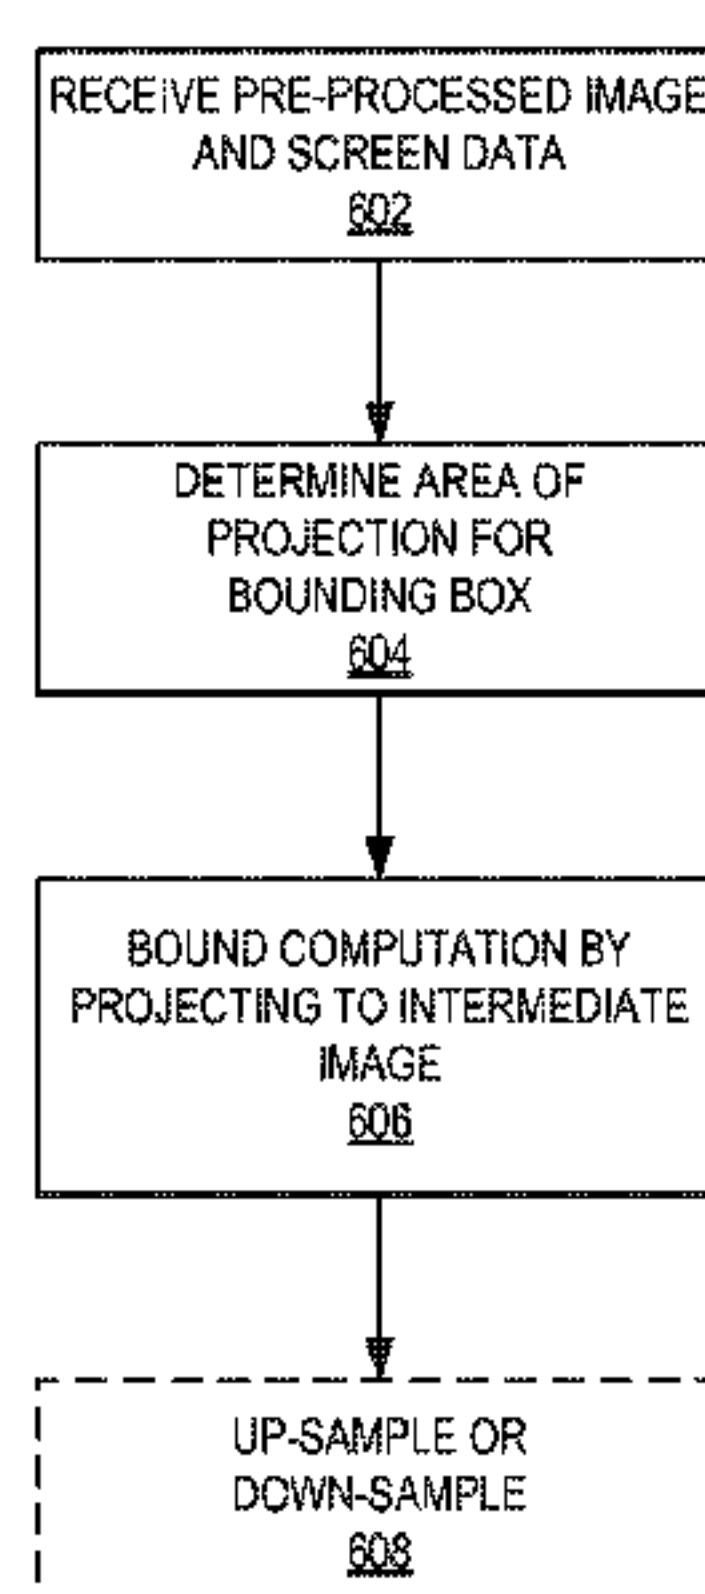 RECEIVE PRE-PROCESSED IMAGE
AND SCREEN DATA
602
DETERMINE AREA OF
PROJECTION FOR
BOUNDING BOX
604
BOUND COMPUTATION BY
PROJECTING TO INTERMEDIATE
IMAGE
606
UP-SAMPLE OR
DOWN-SAMPLE
608